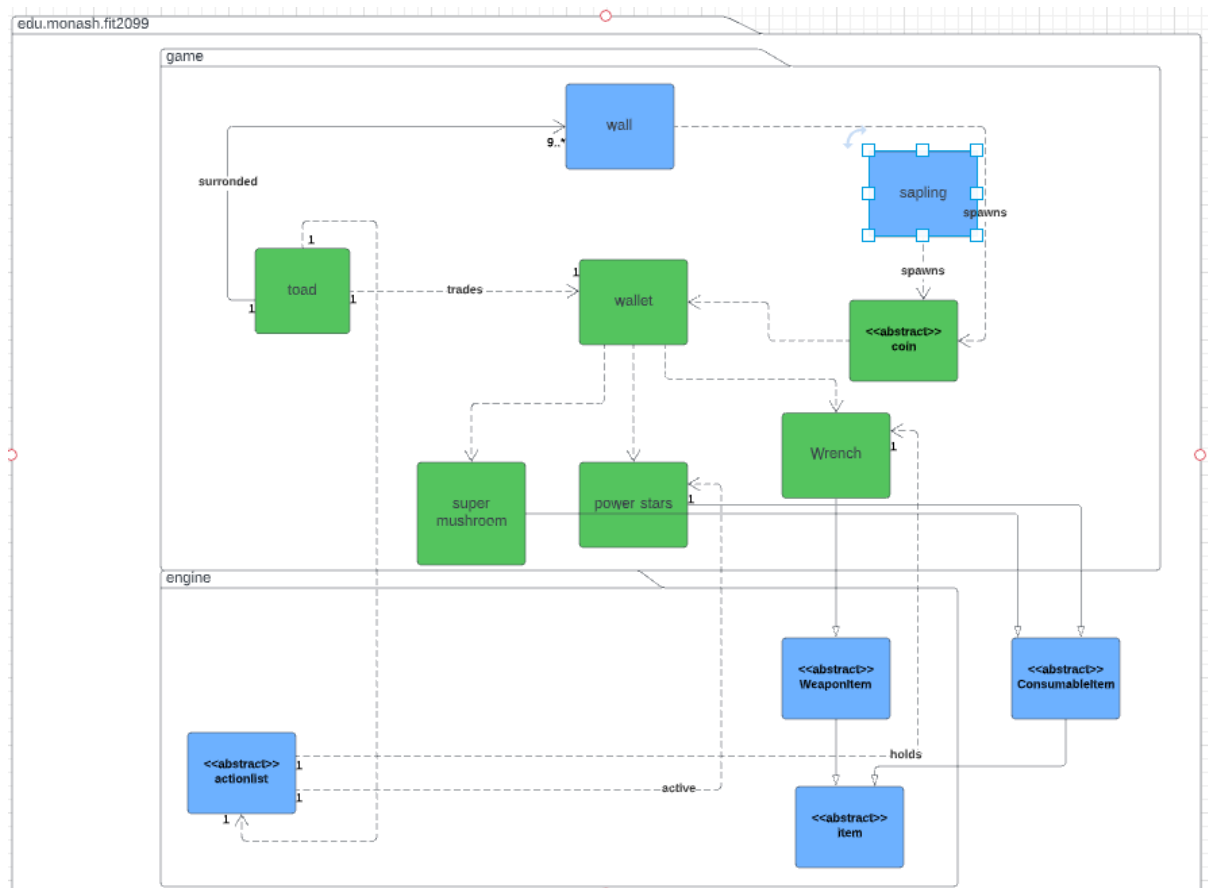 edu.monash.fit2099
game
wall
9..*
surronded
sapling
spawns
1
toad
1
1
trades
1
wallet
spawns
<<abstract>>
coin
Wrench
1
super
mushroom
power stars
1
engine
<<abstract>>
WeaponItem
<<abstract>>
ConsumableItem
<<abstract>>
actionlist
1
1
1
holds
active
<<abstract>>
item